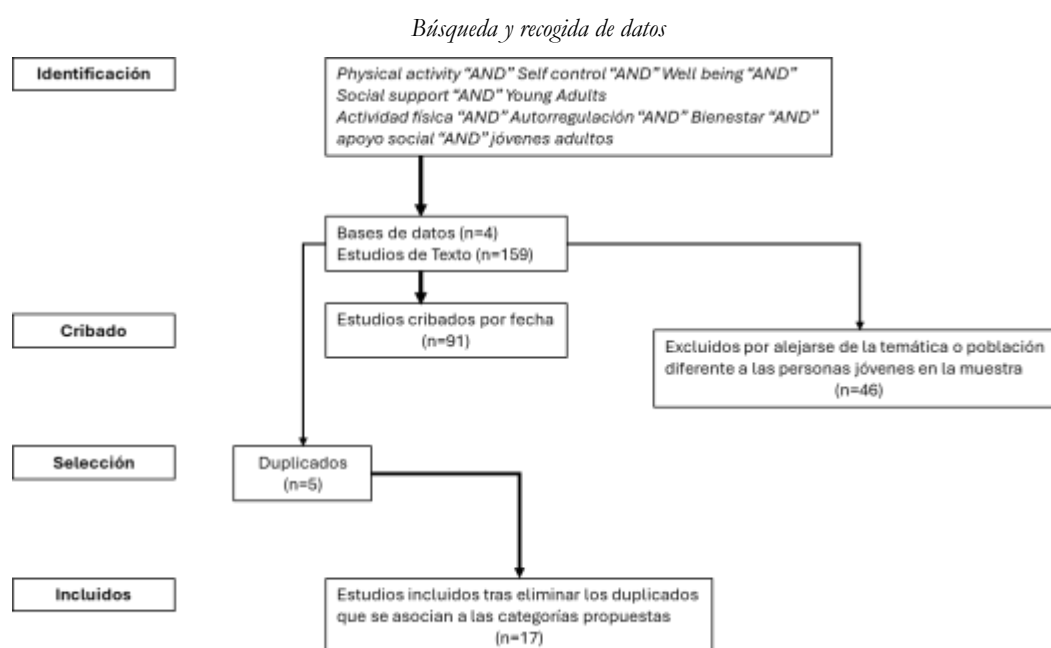 Búsqueda y recogida de datos
Identificación
Physical activity “AND” Self control “AND” Well being “AND”
Social support “AND” Young Adults
Actividad física “AND” Autorregulación “AND” Bienestar “AND”
apoyo social “AND” jóvenes adultos
Bases de datos (n=4)
Estudios de Texto (n=159)
Cribado
Estudios cribados por fecha
(n=91)
Excluidos por alejarse de la temática o población
diferente a las personas jóvenes en la muestra
(n=46)
Selección
Duplicados
(n=5)
Incluidos
Estudios incluidos tras eliminar los duplicados
que se asocian a las categorías propuestas
(n=17)